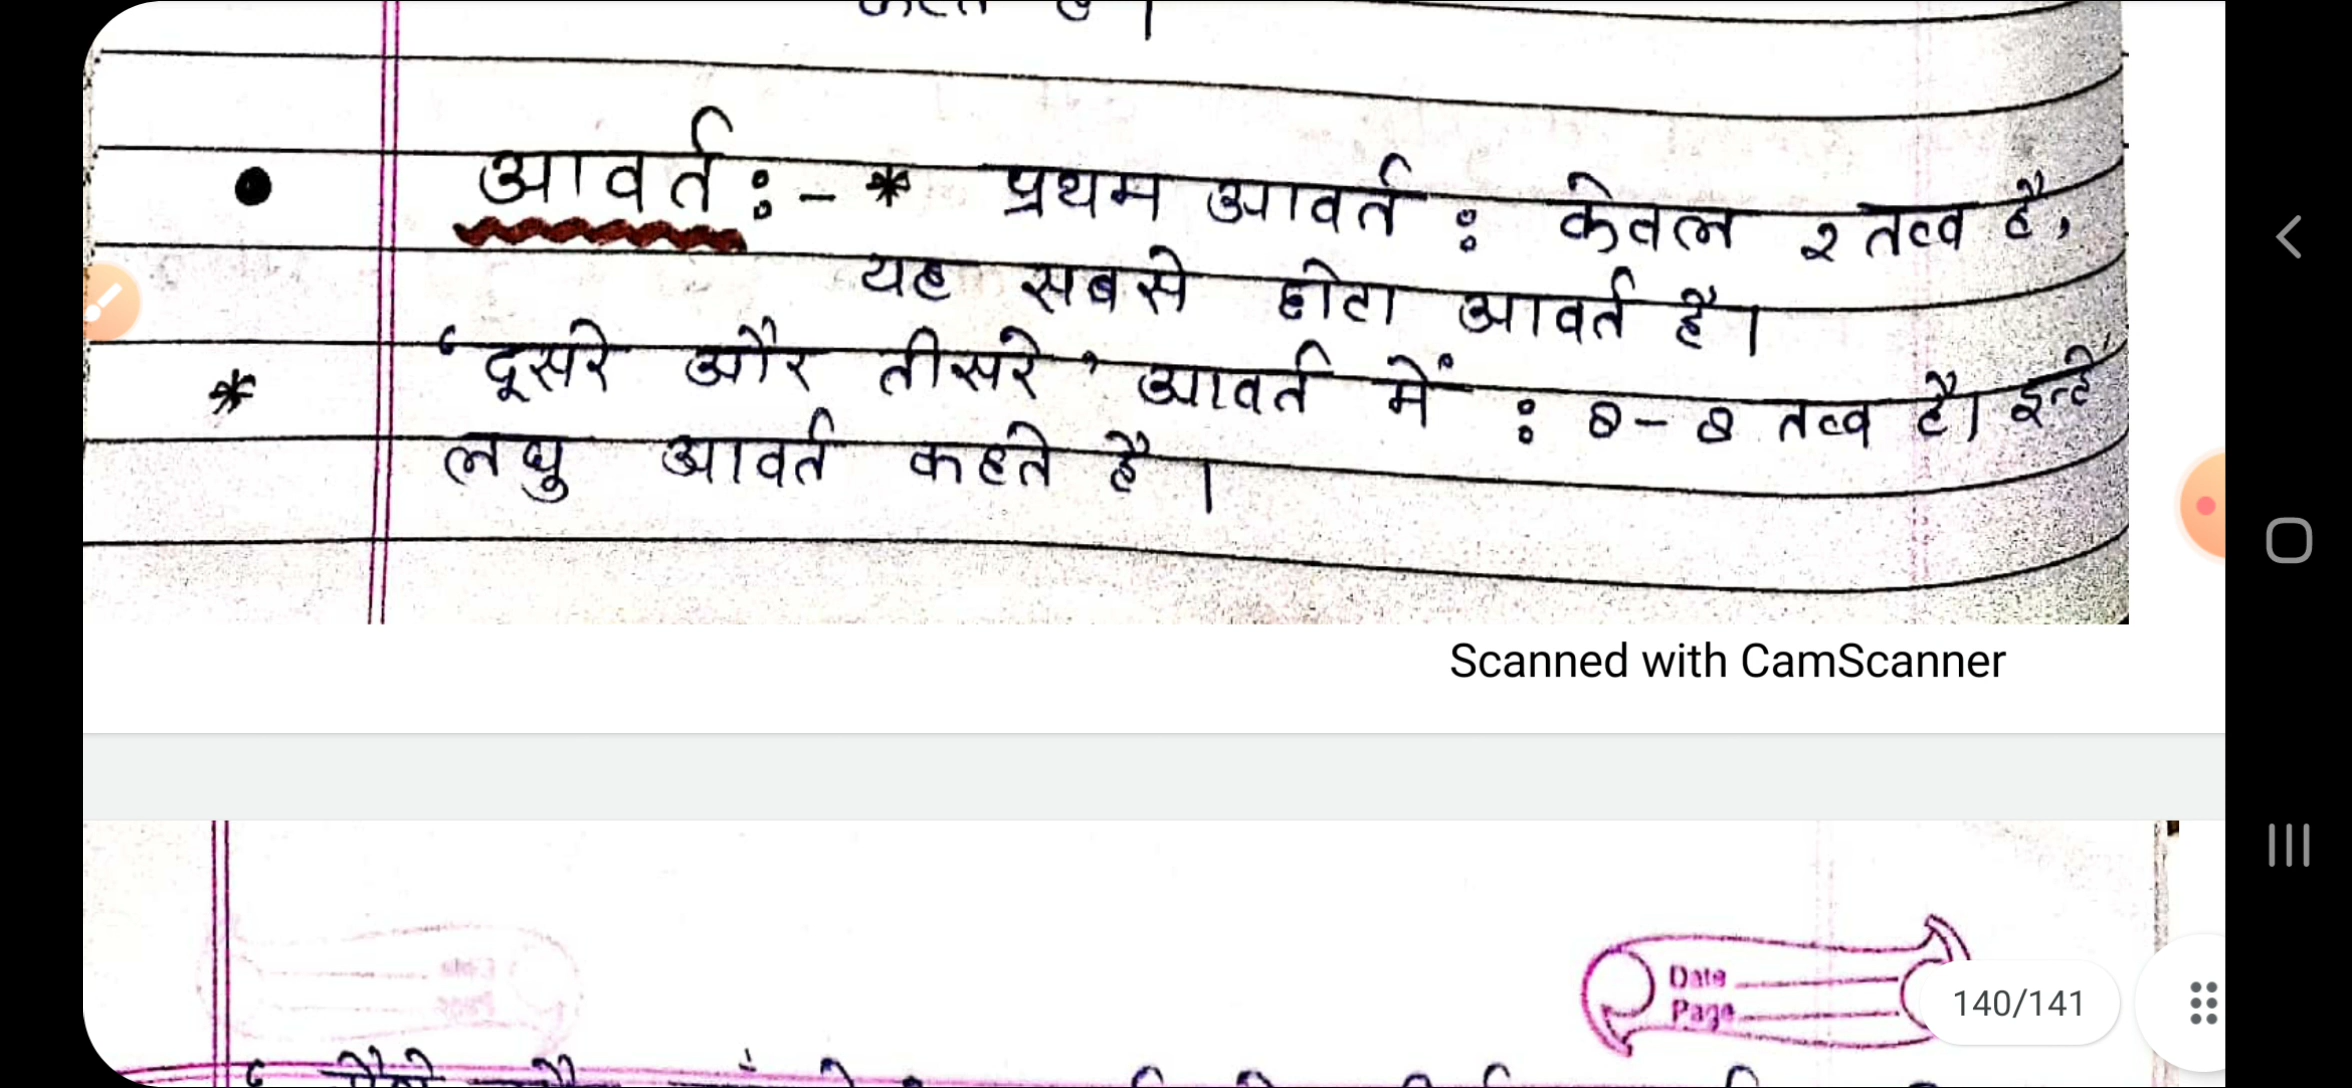 आवर्त :- * प्रथम आवर्त : केवल 2 तत्व है,
यह सबसे छोटा आवर्त है।
* ‘दूसरे और तीसरे’ आवर्त में : 8-8 तत्व है। इन्हें
लघु आवर्त कहते है।
Scanned with CamScanner
Date
Page
140/141